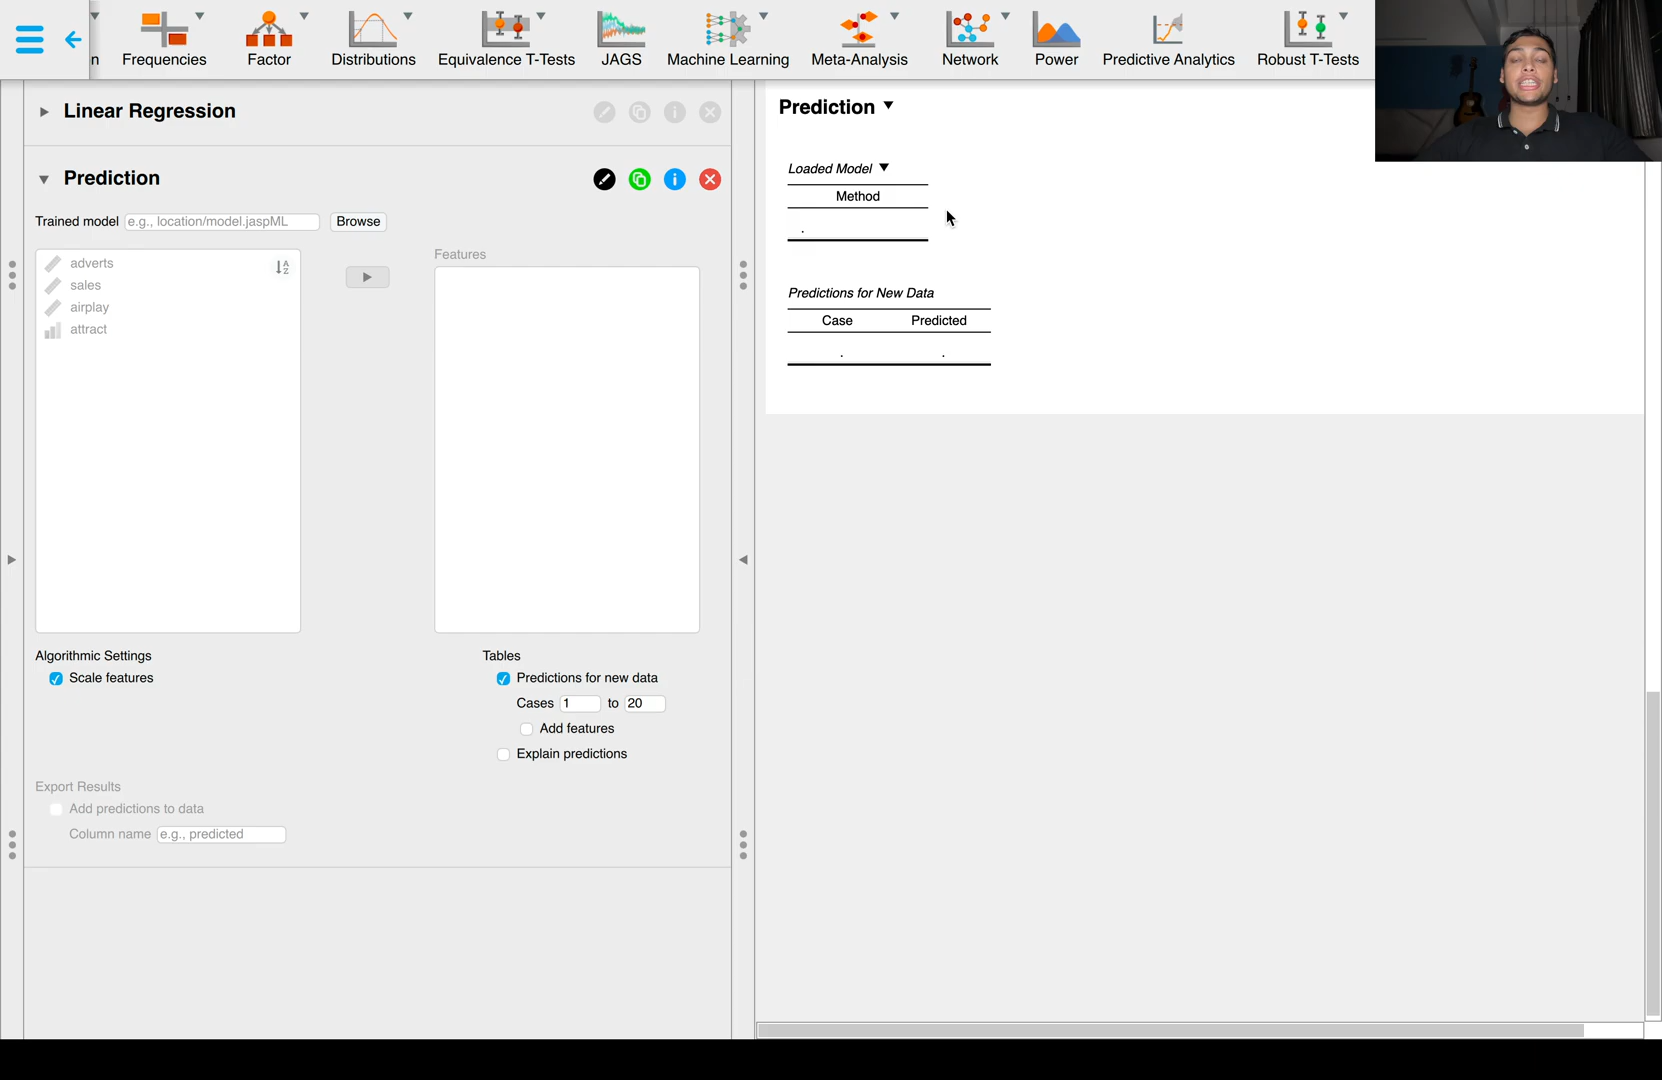 n
Frequencies
Factor
Distributions
Equivalence T-Tests
JAGS
Machine Learning
Meta-Analysis
Network
Power
Predictive Analytics
Robust T-Tests
Linear Regression
Prediction
Trained model e.g., location/model.jaspML Browse
adverts
sales
airplay
attract
Features
Algorithmic Settings
Scale features
Tables
Predictions for new data
Cases 1 to 20
Add features
Explain predictions
Export Results
Add predictions to data
Column name e.g., predicted
Prediction
Loaded Model
Method
.
Predictions for New Data
Case Predicted
. .